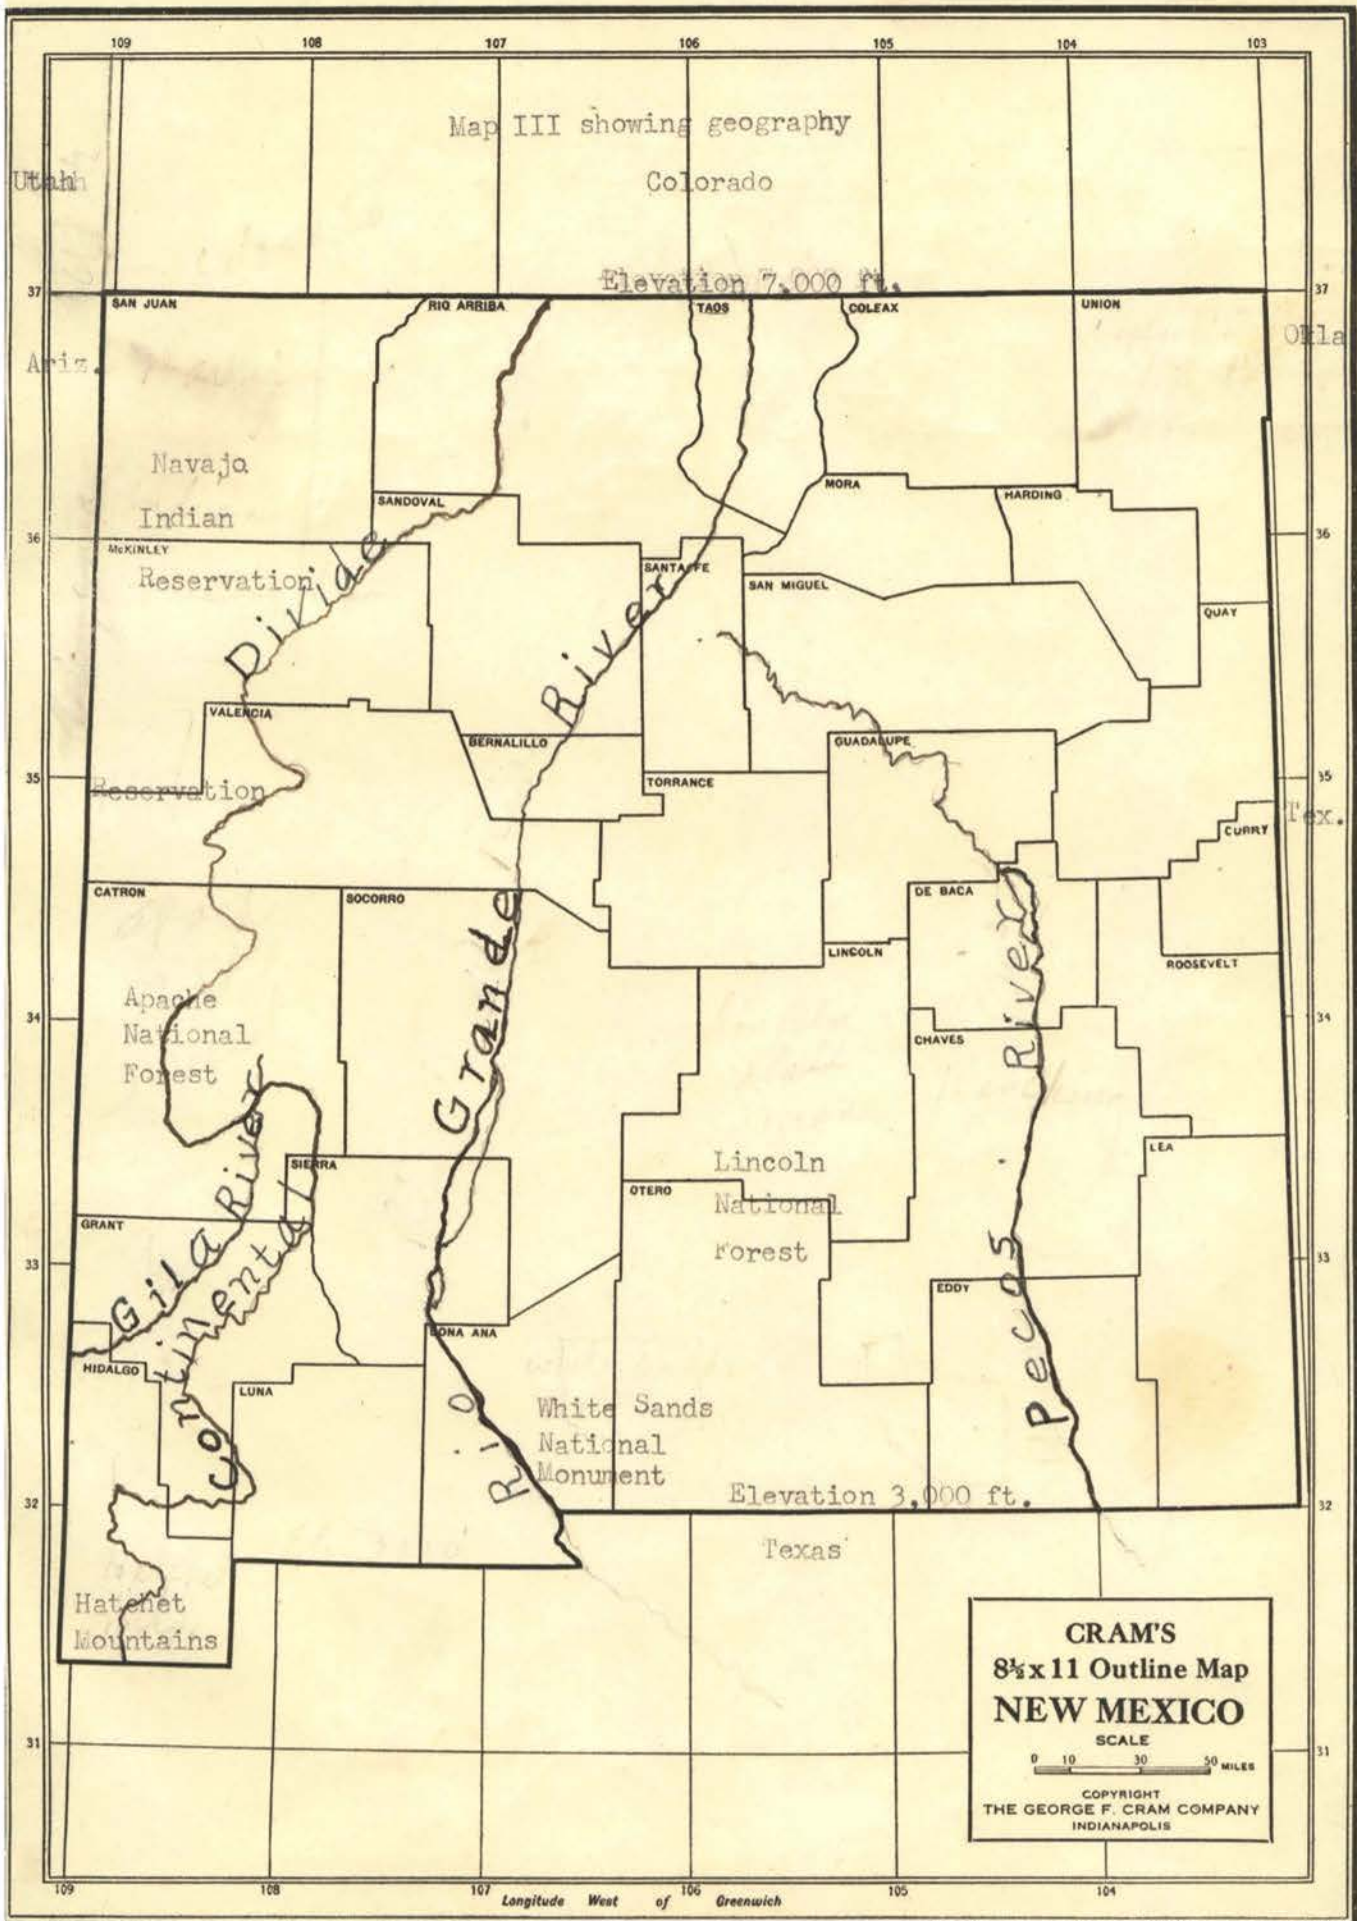 109 108 107 106 105 104 103
Map III showing geography
Utah
Colorado
Elevation 7,000 ft.
37 37
SAN JUAN RIO ARRIBA TAOS COLFAX UNION
Ariz. Okla
Navajo
Indian
Reservation
SANDOVAL MORA HARDING
36 36
McKINLEY SANTA FE SAN MIGUEL QUAY
Divide
River
VALENCIA BERNALILLO GUADALUPE
35 35
Reservation
TORRANCE
Tex.
CURRY
CATRON SOCORRO DE BACA
LINCOLN ROOSEVELT
Grande
River
Apache
National
Forest
34 34
CHAVES
LEA
SIERRA
Lincoln
National
Forest
OTERO
GRANT
Gila River
Continental
33 33
EDDY
Pecos
DONA ANA
HIDALGO LUNA
Rio
White Sands
National
Monument
Elevation 3,000 ft.
32 32
Texas
Hatchet
Mountains
CRAM'S
8½x11 Outline Map
NEW MEXICO
SCALE
0 10 30 50 MILES
COPYRIGHT
THE GEORGE F. CRAM COMPANY
INDIANAPOLIS
31 31
109 108 107 106 105 104
Longitude West of Greenwich